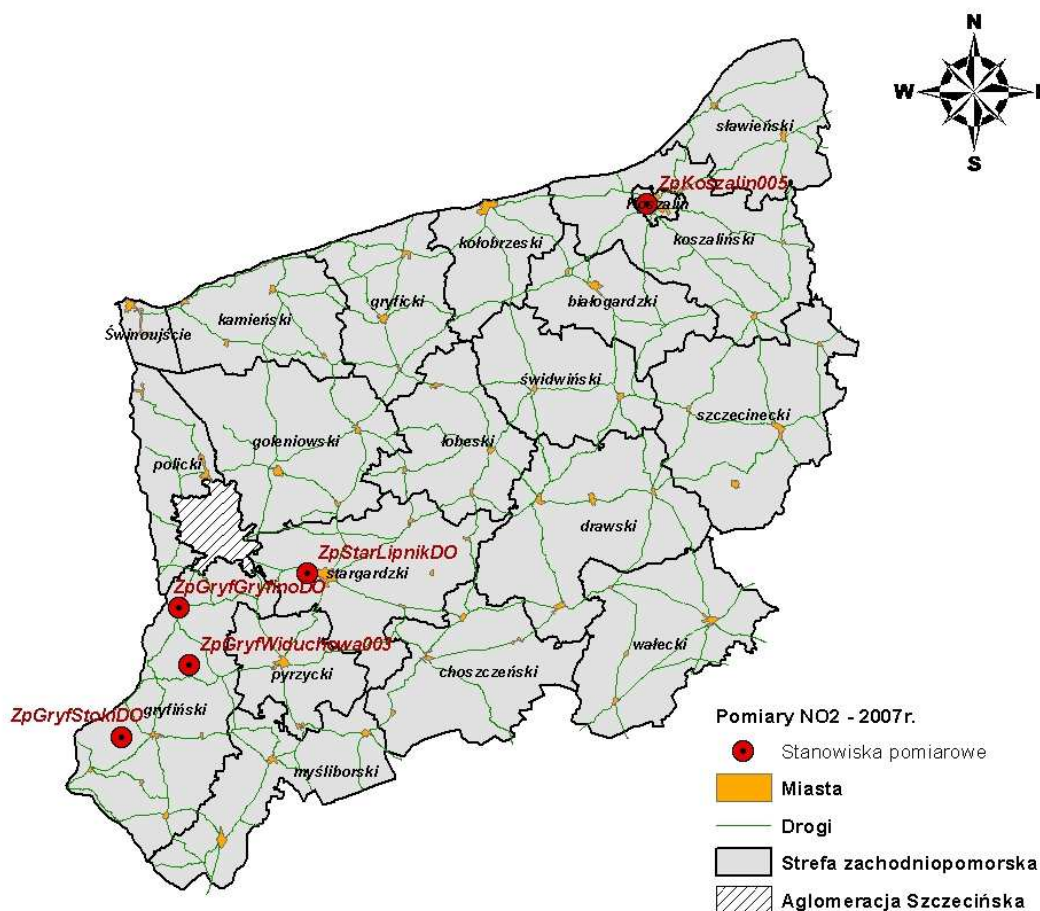 N
W
E
S
sławieński
ZpKoszalin005
Koszalin
kołobrzeski
koszaliński
gryficki
białogardzki
kamieński
Świnoujście
świdwiński
szczecinecki
goleniowski
łobeski
policki
drawski
ZpStarLipnikDO
stargardzki
ZpGryfGryfinoDO
ZpGryfWiduchowa003
wałecki
choszczeński
pyrzycki
ZpGryfStokiDO
gryfiński
myśliborski
Pomiary NO2 - 2007r.
Stanowiska pomiarowe
Miasta
Drogi
Strefa zachodniopomorska
Aglomeracja Szczecińska